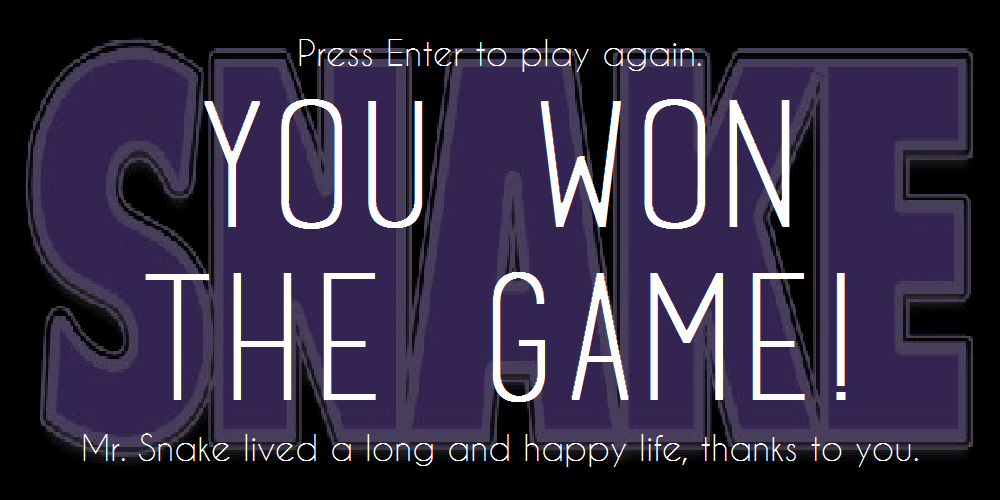 Press Enter to play again.
SNAKE
YOU WON
THE GAME!
Mr. Snake lived a long and happy life, thanks to you.